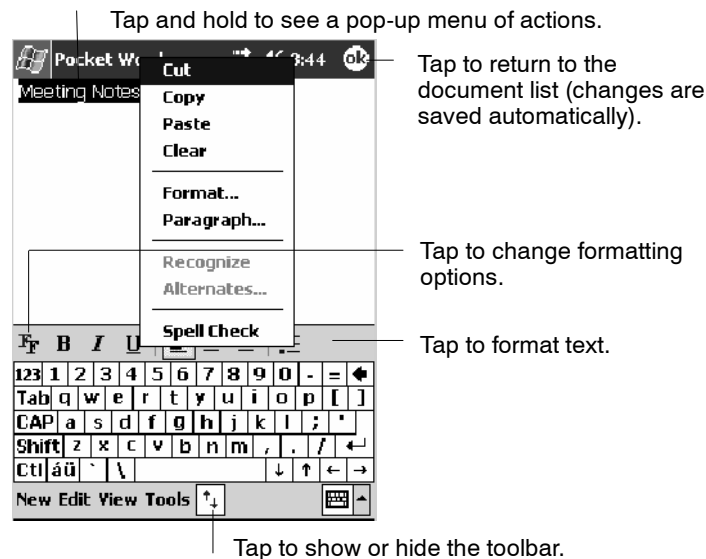 Tap and hold to see a pop-up menu of actions.
Pocket Wo 3:44 ok
Tap to return to the
document list (changes are
saved automatically).
Meeting Notes
Cut
Copy
Paste
Clear
Format...
Paragraph...
Recognize
Alternates...
Spell Check
Tap to change formatting
options.
Tap to format text.
FF B I U
123 1 2 3 4 5 6 7 8 9 0 - = 
Tab q w e r t y u i o p [ ]
CAP a s d f g h j k l ; '
Shift z x c v b n m , . / ↵
Ctl áü ` \ ↓ ↑ ← →
New Edit View Tools
Tap to show or hide the toolbar.